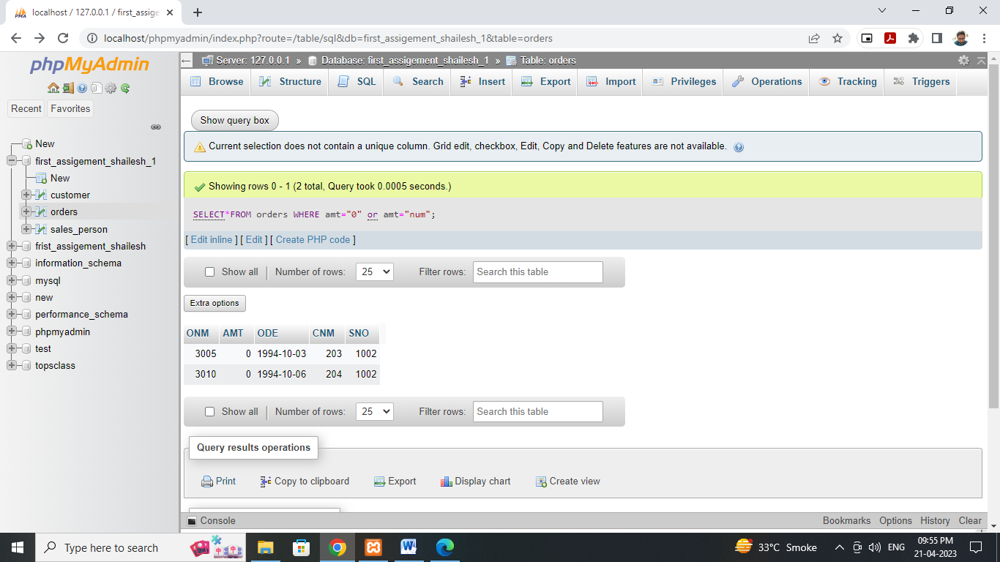 localhost / 127.0.0.1 / first_assige
localhost/phpmyadmin/index.php?route=/table/sql&db=first_assigement_shailesh_1&table=orders
phpMyAdmin
Recent Favorites
New
first_assigement_shailesh_1
New
customer
orders
sales_person
frist_assigement_shailesh
information_schema
mysql
new
performance_schema
phpmyadmin
test
topsclass
Server: 127.0.0.1 » Database: first_assigement_shailesh_1 » Table: orders
Browse Structure SQL Search Insert Export Import Privileges Operations Tracking Triggers
Show query box
Current selection does not contain a unique column. Grid edit, checkbox, Edit, Copy and Delete features are not available.
Showing rows 0 - 1 (2 total, Query took 0.0005 seconds.)
SELECT*FROM orders WHERE amt="0" or amt="num";
[ Edit inline ] [ Edit ] [ Create PHP code ]
Show all | Number of rows: 25 Filter rows: Search this table
Extra options
ONM AMT ODE CNM SNO
3005 0 1994-10-03 203 1002
3010 0 1994-10-06 204 1002
Show all | Number of rows: 25 Filter rows: Search this table
Query results operations
Print Copy to clipboard Export Display chart Create view
Console Bookmarks Options History Clear
Type here to search
33°C Smoke
ENG
09:55 PM
21-04-2023